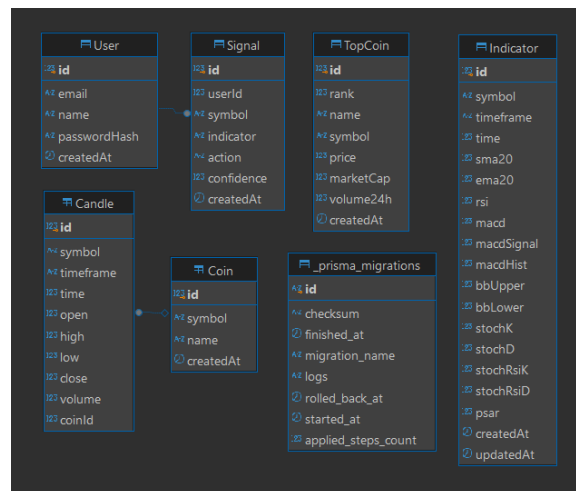 User
id
email
name
passwordHash
createdAt
Signal
id
userId
symbol
indicator
action
confidence
createdAt
TopCoin
id
rank
name
symbol
price
marketCap
volume24h
createdAt
Indicator
id
symbol
timeframe
time
sma20
ema20
rsi
macd
macdSignal
macdHist
bbUpper
bbLower
stochK
stochD
stochRsiK
stochRsiD
psar
createdAt
updatedAt
Candle
id
symbol
timeframe
time
open
high
low
close
volume
coinId
Coin
id
symbol
name
createdAt
_prisma_migrations
id
checksum
finished_at
migration_name
logs
rolled_back_at
started_at
applied_steps_count